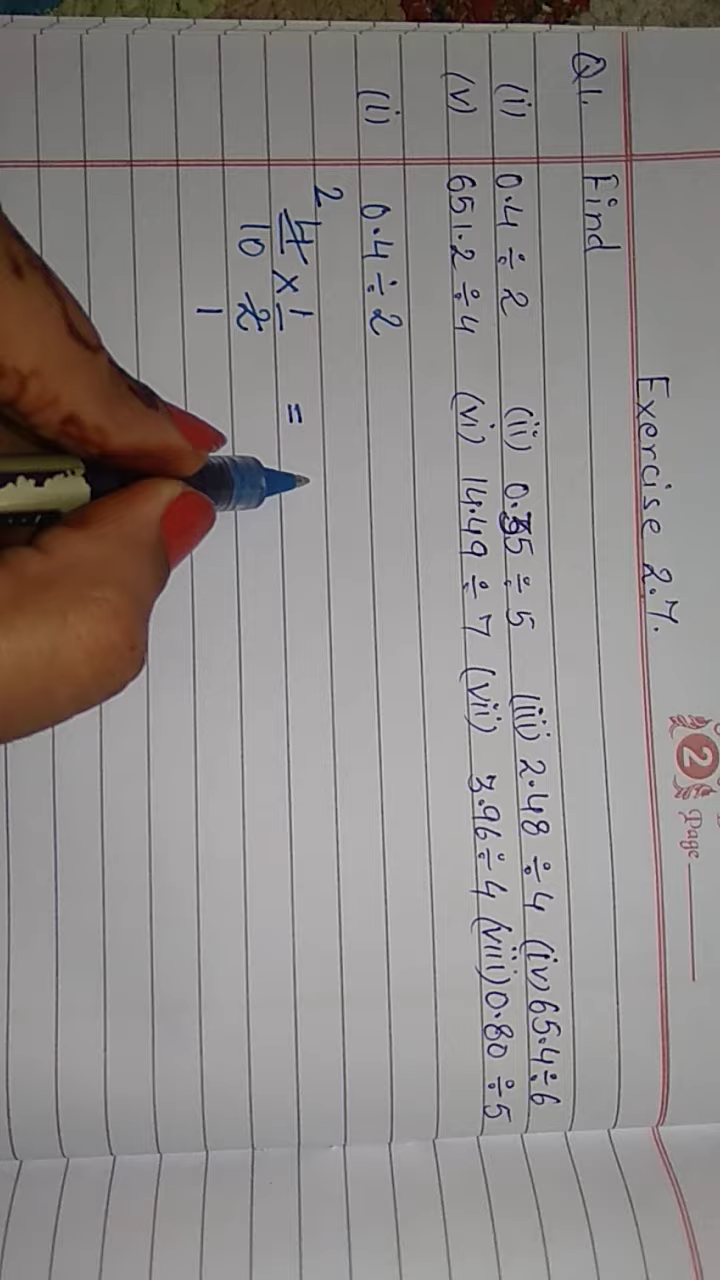 2 Page
Exercise 2.7.
Q1. Find
(i) 0.4 ÷ 2 (ii) 0.35 ÷ 5 (iii) 2.48 ÷ 4 (iv) 65.4 ÷ 6
(v) 651.2 ÷ 4 (vi) 14.49 ÷ 7 (vii) 3.96 ÷ 4 (viii) 0.80 ÷ 5
(i) 0.4 ÷ 2
2
4/10 × 1/2 =
1